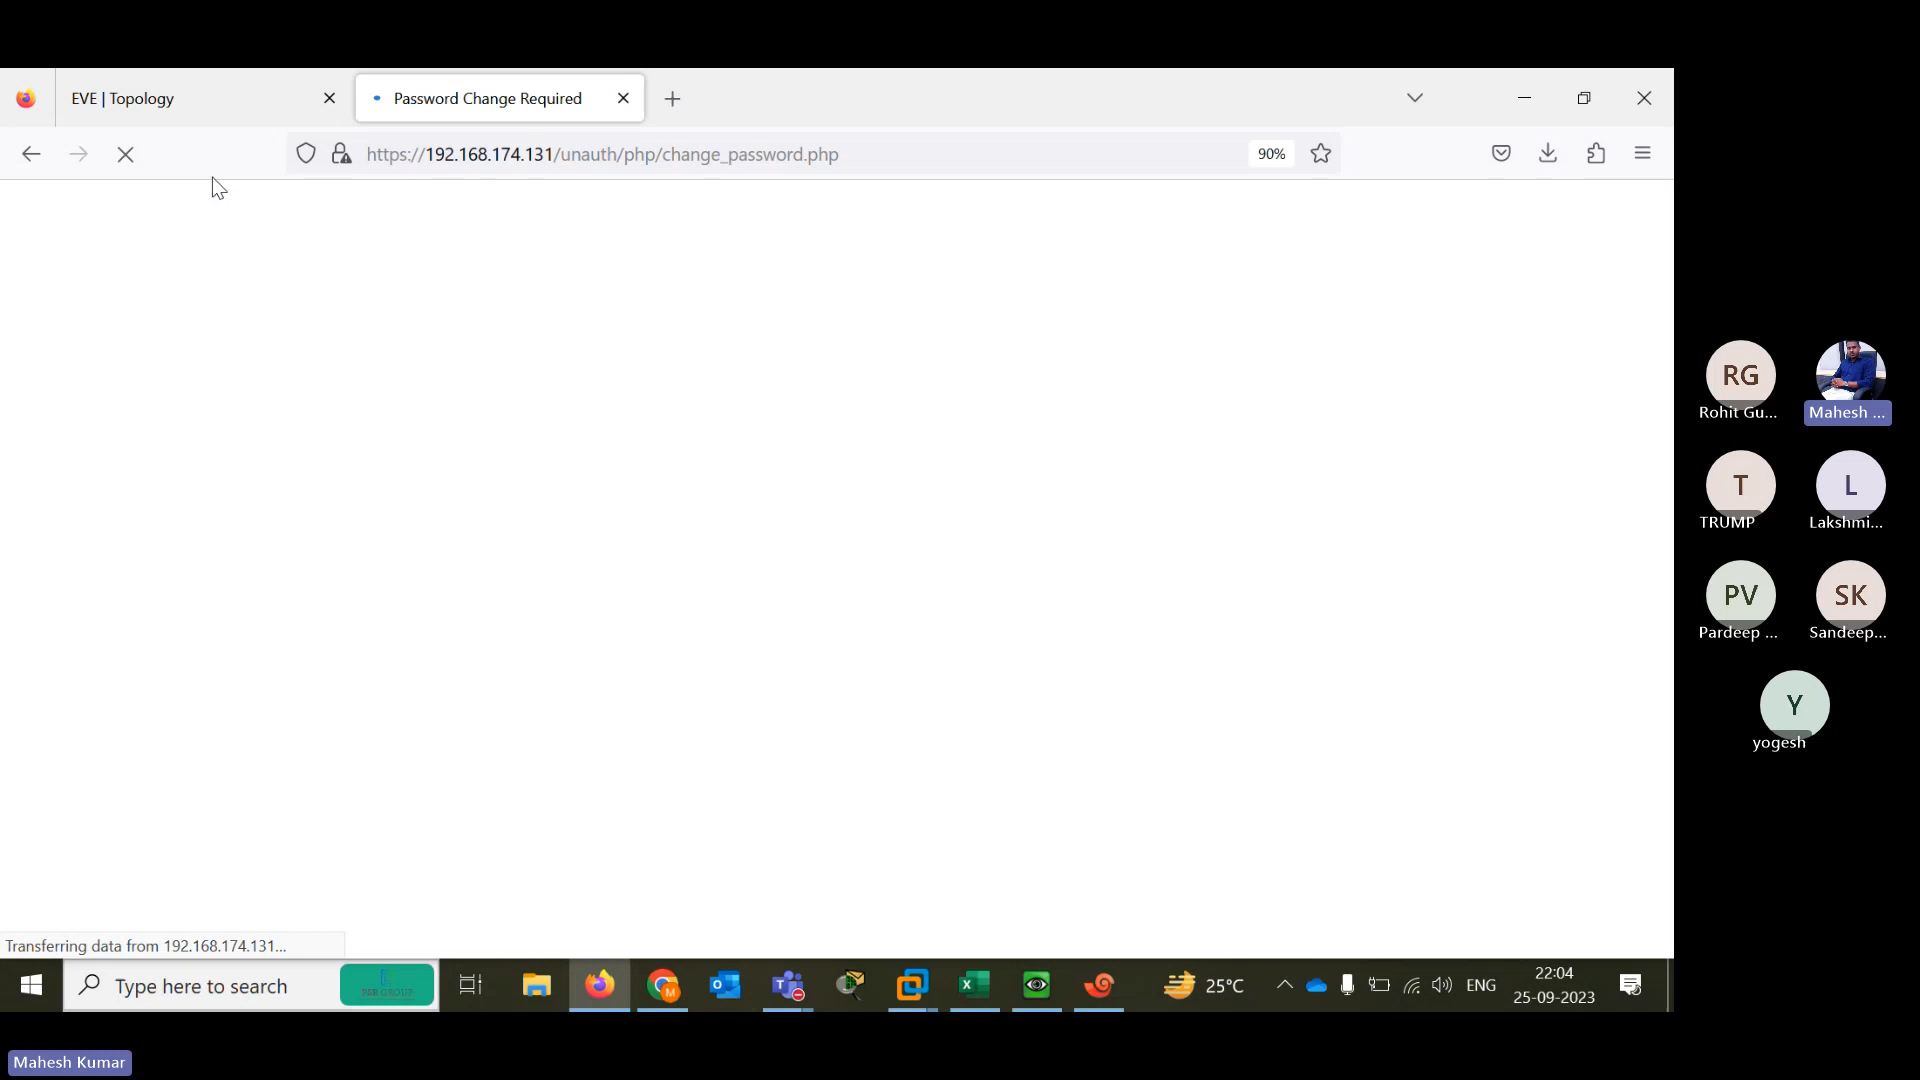 EVE | Topology
Password Change Required
https://192.168.174.131/unauth/php/change_password.php
90%
RG
Rohit Gu...
Mahesh ...
T
TRUMP
L
Lakshmi...
PV
Pardeep ...
SK
Sandeep...
Y
yogesh
Transferring data from 192.168.174.131...
Type here to search
25°C
ENG
22:04
25-09-2023
Mahesh Kumar